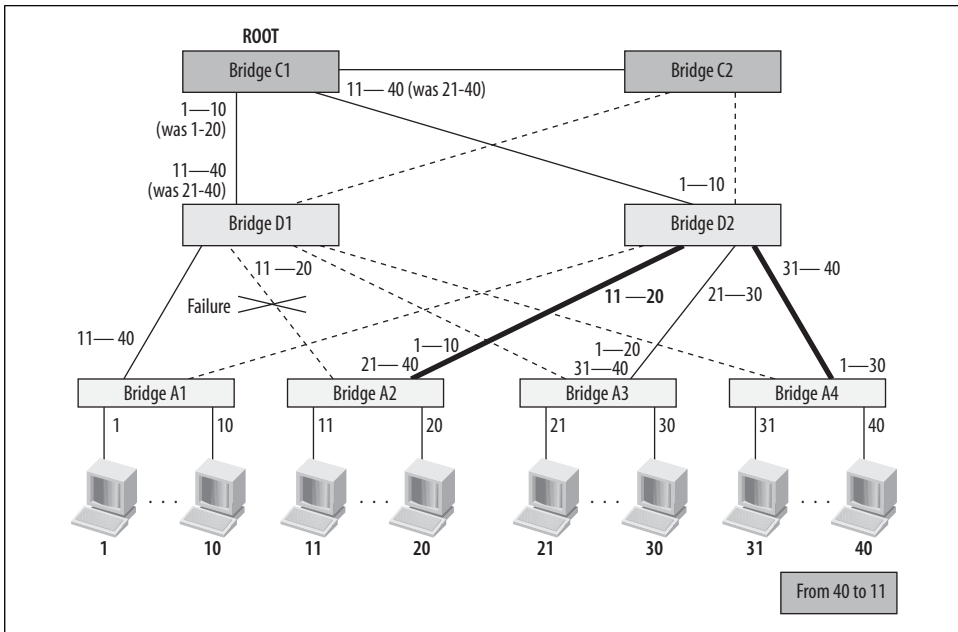 ROOT
Bridge C1
Bridge C2
11— 40 (was 21-40)
1—10
(was 1-20)
11—40
(was 21-40)
1—10
Bridge D1
Bridge D2
11 —20
31— 40
Failure
11 —20
21—30
11— 40
1—10
1—20
21— 40
31—40
1—30
Bridge A1
Bridge A2
Bridge A3
Bridge A4
1
10
11
20
21
30
31
40
. . .
. . .
. . .
. . .
1
10
11
20
21
30
31
40
From 40 to 11